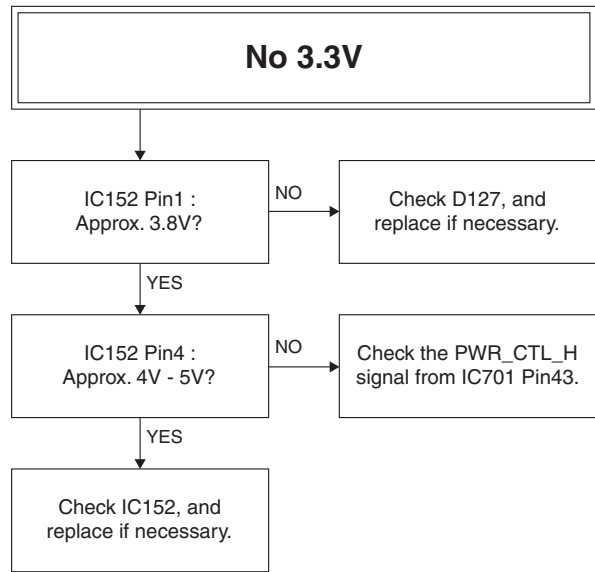 No 3.3V
IC152 Pin1 :
Approx. 3.8V?
NO
Check D127, and
replace if necessary.
YES
IC152 Pin4 :
Approx. 4V - 5V?
NO
Check the PWR_CTL_H
signal from IC701 Pin43.
YES
Check IC152, and
replace if necessary.